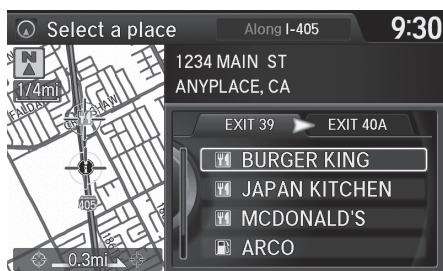 Select a place
Along I-405
9:30
N
1/4mi
1234 MAIN ST
ANYPLACE, CA
EXIT 39
EXIT 40A
BURGER KING
JAPAN KITCHEN
MCDONALD'S
ARCO
405
0.3mi